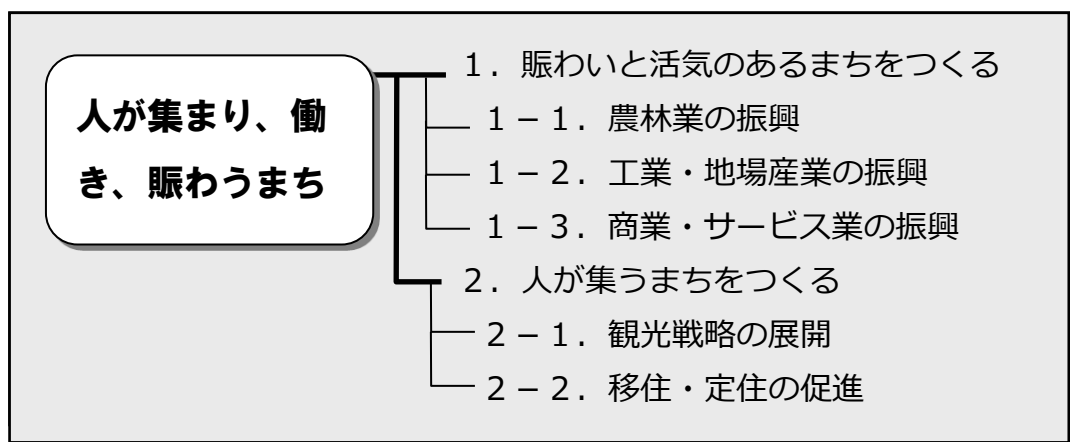 人が集まり、働
き、賑わうまち
１．賑わいと活気のあるまちをつくる
１－１．農林業の振興
１－２．工業・地場産業の振興
１－３．商業・サービス業の振興
２．人が集うまちをつくる
２－１．観光戦略の展開
２－２．移住・定住の促進